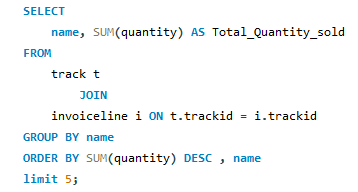 SELECT
name, SUM(quantity) AS Total_Quantity_sold
FROM
track t
JOIN
invoiceline i ON t.trackid = i.trackid
GROUP BY name
ORDER BY SUM(quantity) DESC , name
limit 5;